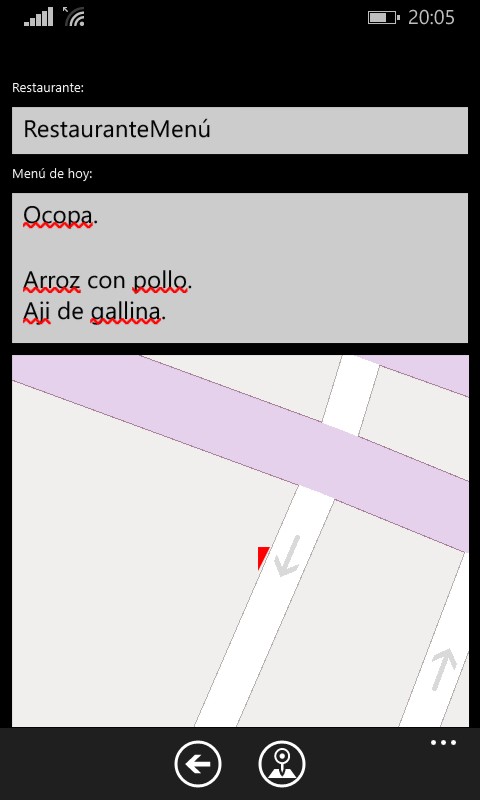 20:05
Restaurante:
RestauranteMenú
Menú de hoy:
Ocopa.
Arroz con pollo.
Aji de gallina.